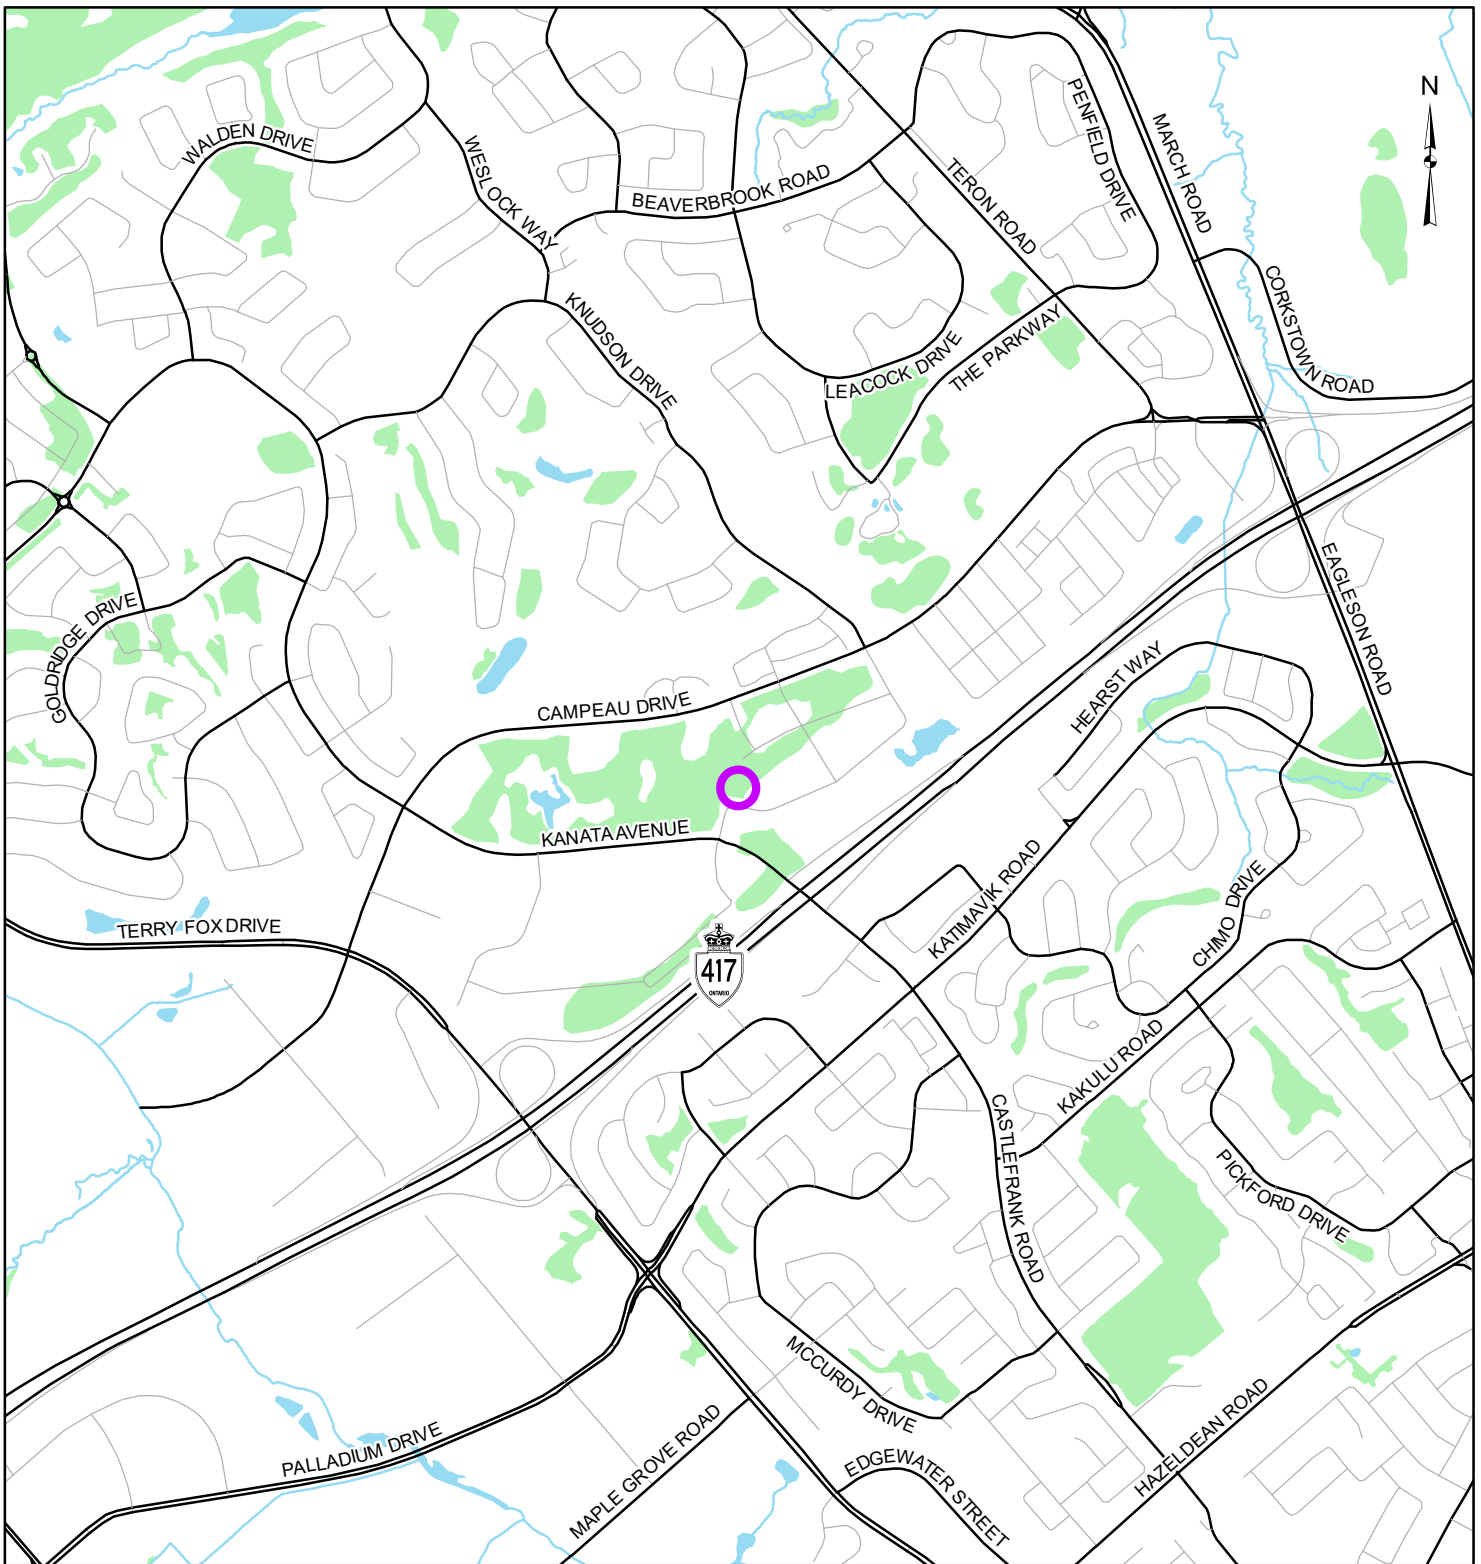 N
WALDEN DRIVE
WESLOCK WAY
BEAVERBROOK ROAD
TERON ROAD
PENFIELD DRIVE
MARCH ROAD
CORKSTOWN ROAD
KNUDSON DRIVE
LEACOCK DRIVE
THE PARKWAY
GOLDRIDGE DRIVE
CAMPEAU DRIVE
HEARST WAY
EAGLESON ROAD
KANATA AVENUE
KATIMAVIK ROAD
CHIMO DRIVE
TERRY FOX DRIVE
417
ONTARIO
KAKULU ROAD
CASTLEFRANK ROAD
PICKFORD DRIVE
MCCURDY DRIVE
PALLADIUM DRIVE
MAPLE GROVE ROAD
EDGEWATER STREET
HAZELDEAN ROAD